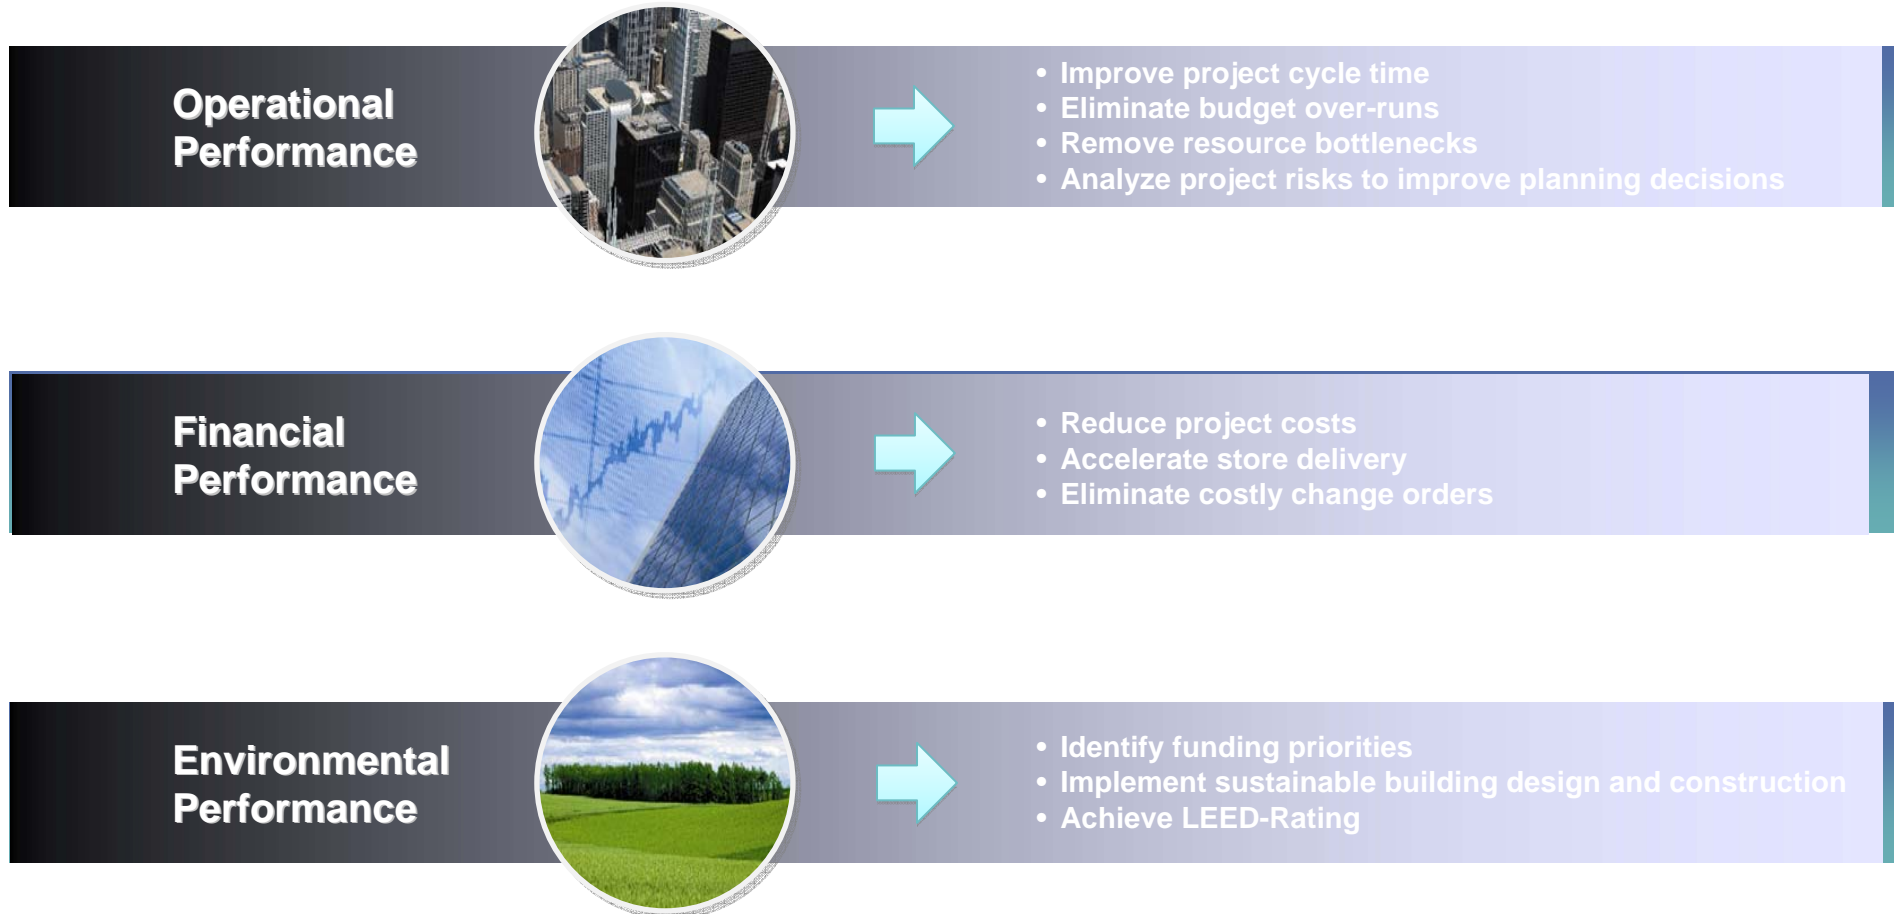 Operational
Performance
• Improve project cycle time
• Eliminate budget over-runs
• Remove resource bottlenecks
• Analyze project risks to improve planning decisions
Financial
Performance
• Reduce project costs
• Accelerate store delivery
• Eliminate costly change orders
Environmental
Performance
• Identify funding priorities
• Implement sustainable building design and construction
• Achieve LEED-Rating